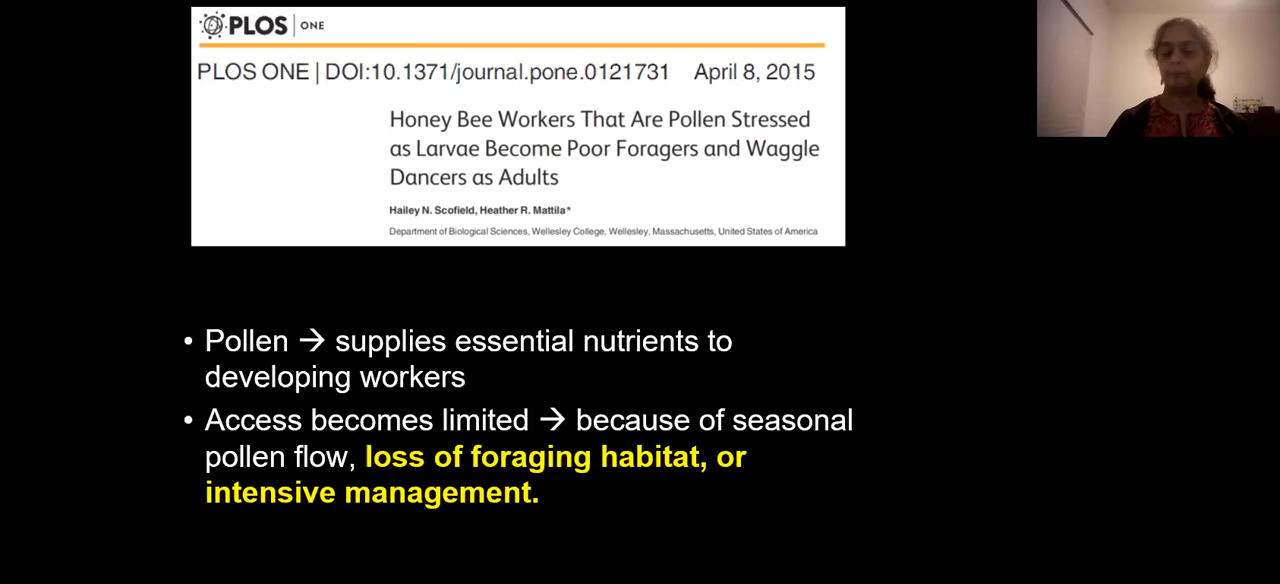 PLOS | ONE
PLOS ONE | DOI:10.1371/journal.pone.0121731 April 8, 2015
Honey Bee Workers That Are Pollen Stressed
as Larvae Become Poor Foragers and Waggle
Dancers as Adults
Hailey N. Scofield, Heather R. Mattila*
Department of Biological Sciences, Wellesley College, Wellesley, Massachusetts, United States of America
• Pollen → supplies essential nutrients to
developing workers
• Access becomes limited → because of seasonal
pollen flow, loss of foraging habitat, or
intensive management.